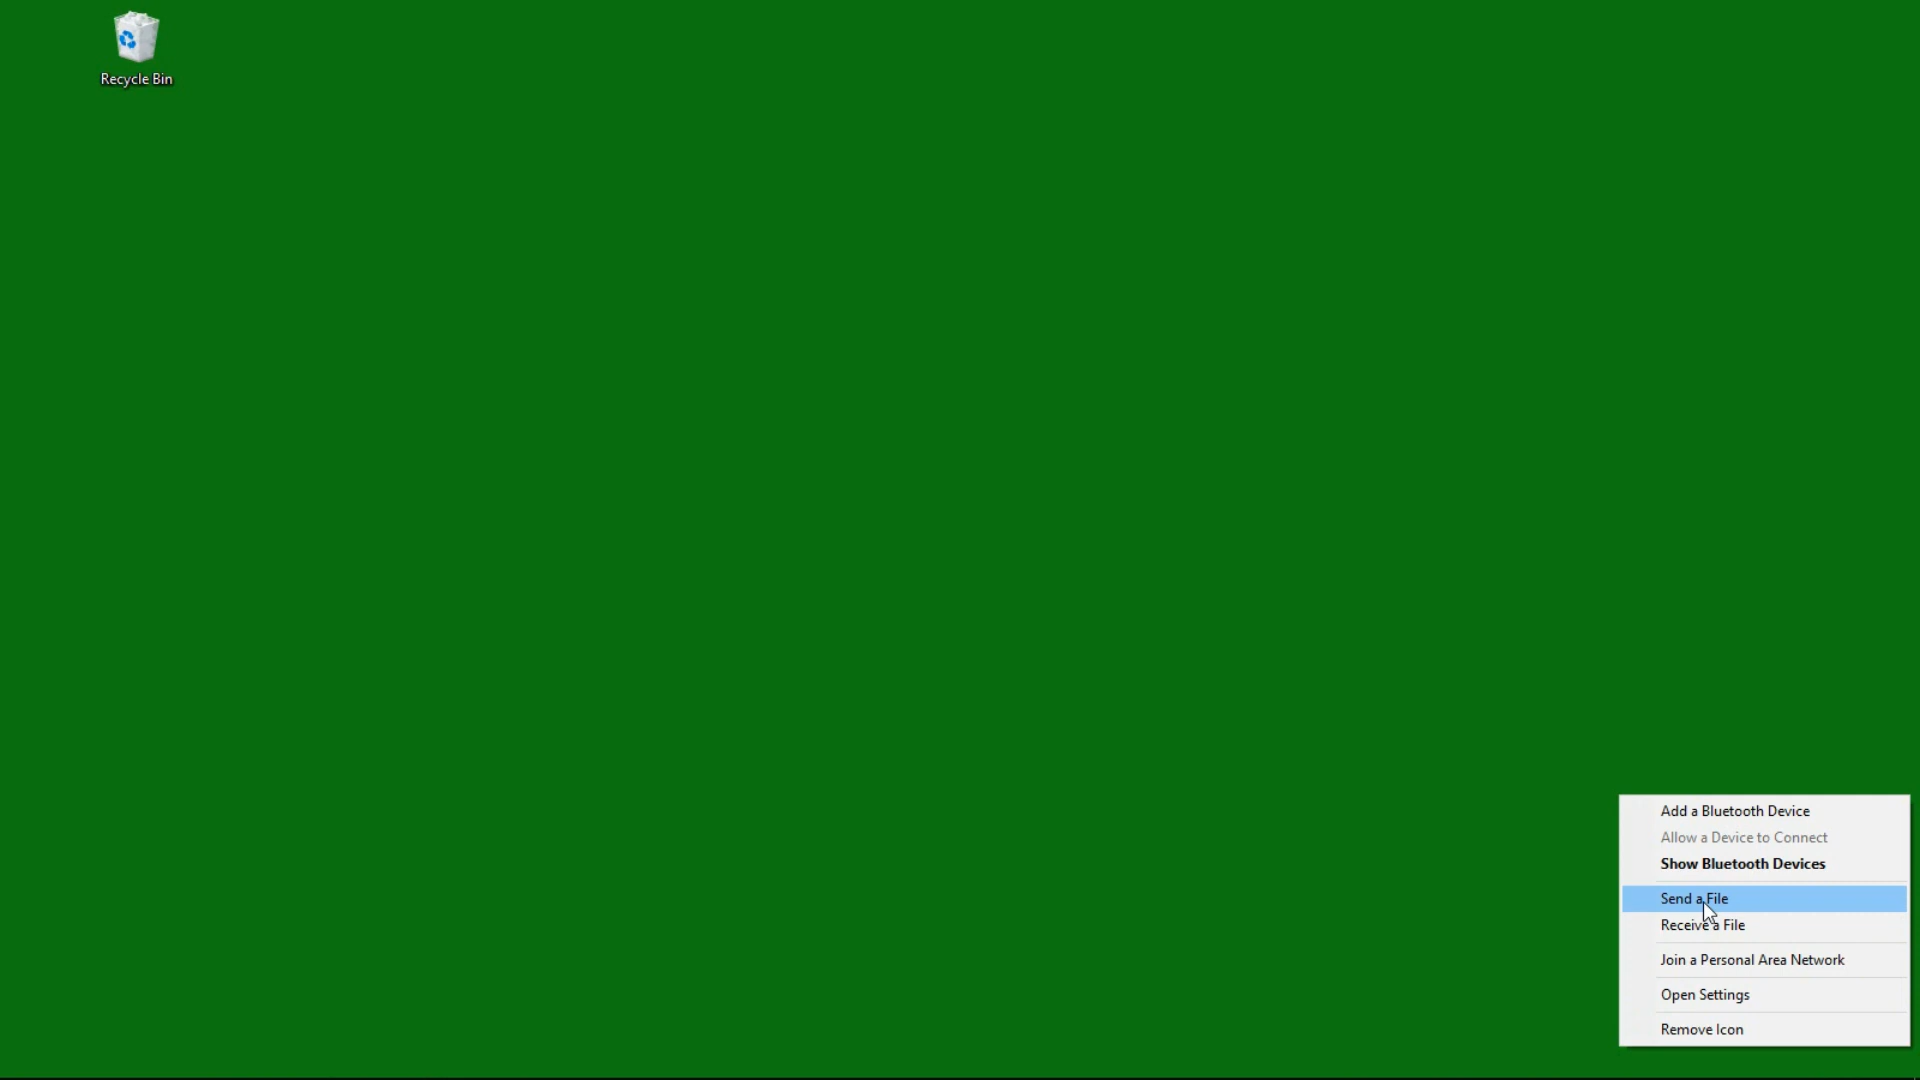 Recycle Bin
Add a Bluetooth Device
Allow a Device to Connect
Show Bluetooth Devices
Send a File
Receive a File
Join a Personal Area Network
Open Settings
Remove Icon